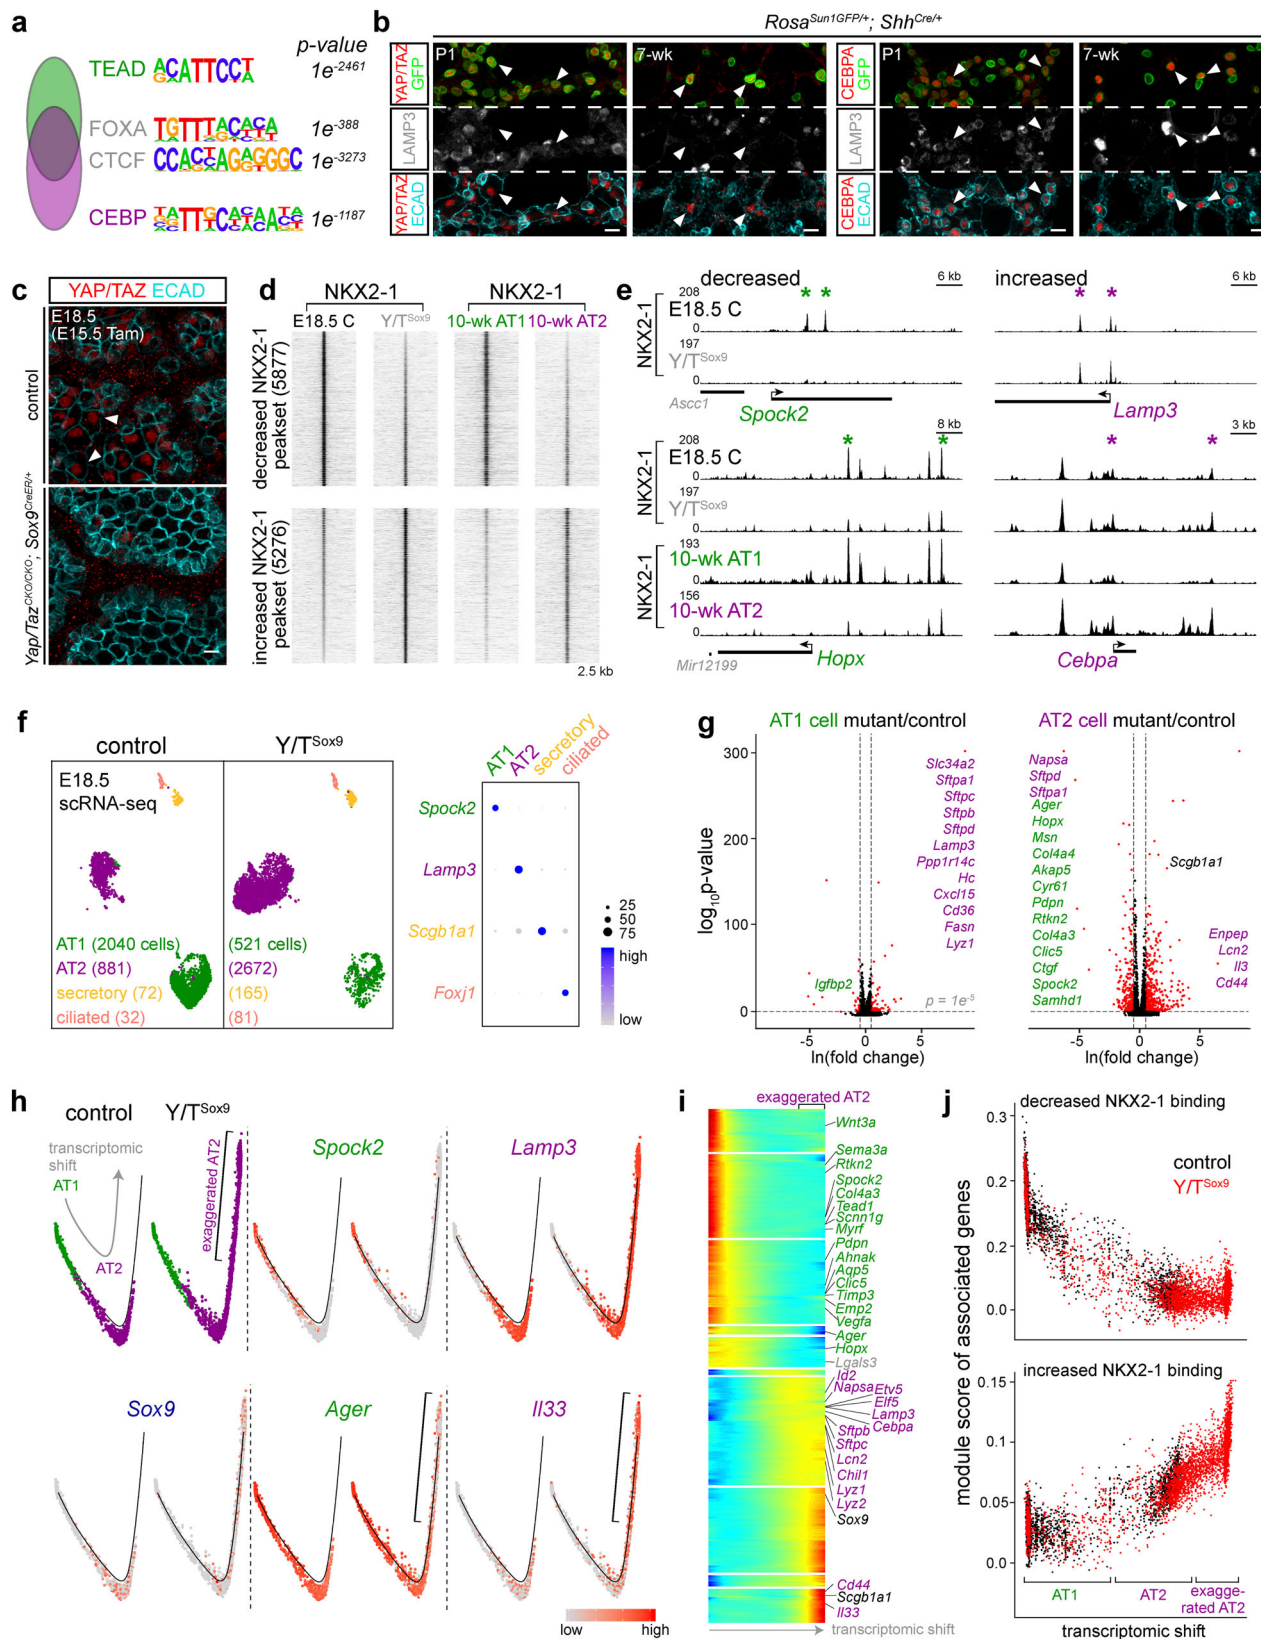 a
p-value
TEAD
ACATTCCT
1e-2461
FOXA
TGTTTACACA
1e-388
CTCF
CCACTAGAGGGC
1e-3273
CEBP
TATTGCACAATA
1e-1187
b
RosaSun1GFP/+; ShhCre/+
P1
7-wk
P1
7-wk
YAP/TAZ
GFP
LAMP3
YAP/TAZ
ECAD
CEBPA
GFP
LAMP3
CEBPA
ECAD
c
YAP/TAZ ECAD
E18.5
(E15.5 Tam)
control
Yap/TazCKO/CKO; Sox9CreER/+
d
NKX2-1
NKX2-1
E18.5 C
Y/TSox9
10-wk AT1
10-wk AT2
decreased NKX2-1
peakset (5877)
increased NKX2-1
peakset (5276)
2.5 kb
e
decreased
6 kb
increased
6 kb
NKX2-1
208
E18.5 C
0
197
Y/TSox9
0
* *
* *
Ascc1
Spock2
Lamp3
8 kb
3 kb
* *
* *
NKX2-1
208
E18.5 C
0
197
Y/TSox9
0
NKX2-1
193
10-wk AT1
0
156
10-wk AT2
0
Mir12199
Hopx
Cebpa
f
control
Y/TSox9
E18.5
scRNA-seq
AT1 (2040 cells)
(521 cells)
AT2 (881)
(2672)
secretory (72)
(165)
ciliated (32)
(81)
AT1
AT2
secretory
ciliated
Spock2
Lamp3
Scgb1a1
Foxj1
25
50
75
high
low
g
AT1 cell mutant/control
AT2 cell mutant/control
log10p-value
300
200
100
0
-5
0
5
ln(fold change)
Slc34a2
Sftpa1
Sftpc
Sftpb
Sftpd
Lamp3
Ppp1r14c
Hc
Cxcl15
Cd36
Fasn
Lyz1
Igfbp2
p = 1e-5
Napsa
Sftpd
Sftpa1
Ager
Hopx
Msn
Col4a4
Akap5
Cyr61
Pdpn
Rtkn2
Col4a3
Clic5
Ctgf
Spock2
Samhd1
Scgb1a1
Enpep
Lcn2
Il3
Cd44
-5
0
5
ln(fold change)
h
control
Y/TSox9
transcriptomic
shift
AT1
AT2
exaggerated AT2
Spock2
Lamp3
Sox9
Ager
Il33
low
high
i
exaggerated AT2
Wnt3a
Sema3a
Rtkn2
Spock2
Col4a3
Tead1
Scnn1g
Myrf
Pdpn
Ahnak
Aqp5
Clic5
Timp3
Emp2
Vegfa
Ager
Hopx
Lgals3
Id2
Napsa
Etv5
Elf5
Lamp3
Cebpa
Sftpb
Sftpc
Lcn2
Chil1
Lyz1
Lyz2
Sox9
Cd44
Scgb1a1
Il33
transcriptomic shift
j
module score of associated genes
decreased NKX2-1 binding
control
Y/TSox9
0.3
0.2
0.2
0.0
increased NKX2-1 binding
0.15
0.1
0.05
0.0
AT1
AT2
exagge-
rated AT2
transcriptomic shift